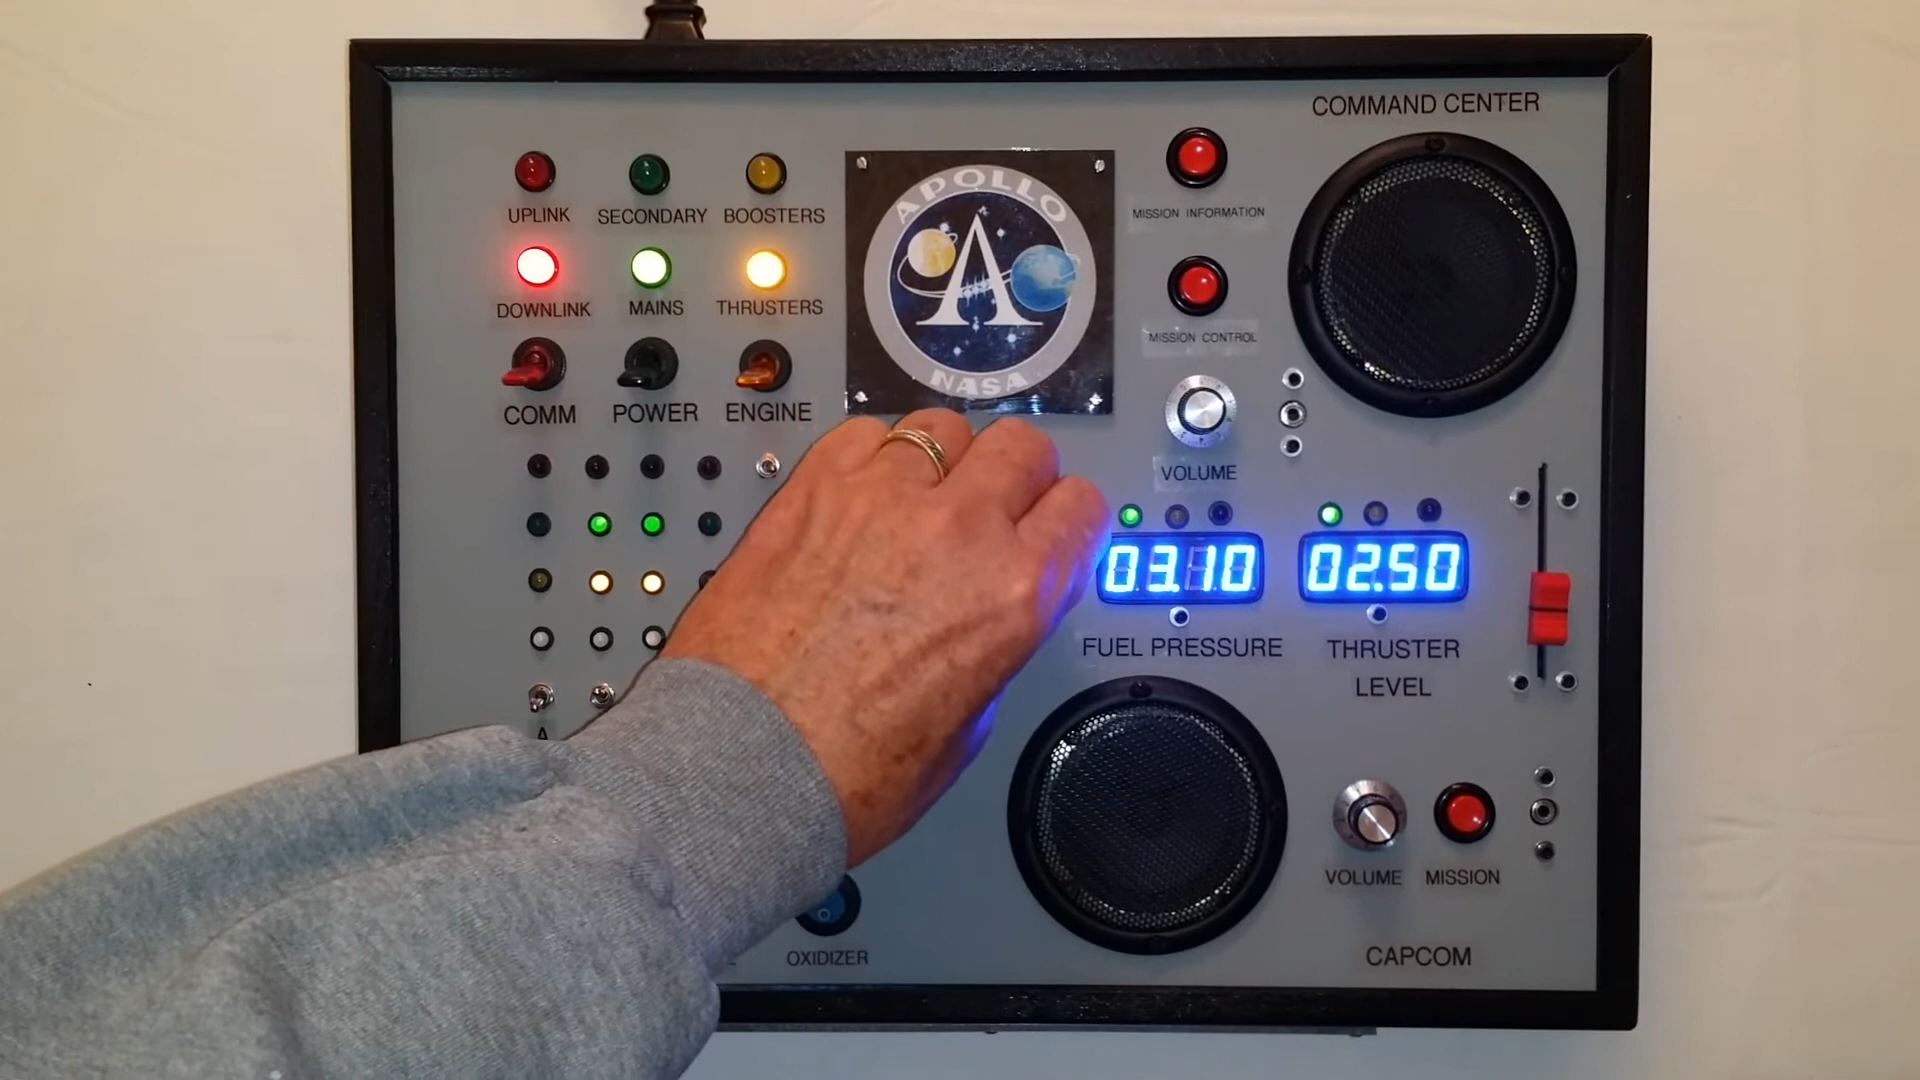 COMMAND CENTER
UPLINK SECONDARY BOOSTERS
APOLLO
NASA
MISSION INFORMATION
DOWNLINK MAINS THRUSTERS
MISSION CONTROL
COMM POWER ENGINE
VOLUME
03.10 02.50
FUEL PRESSURE
THRUSTER
LEVEL
A
VOLUME MISSION
OXIDIZER
CAPCOM